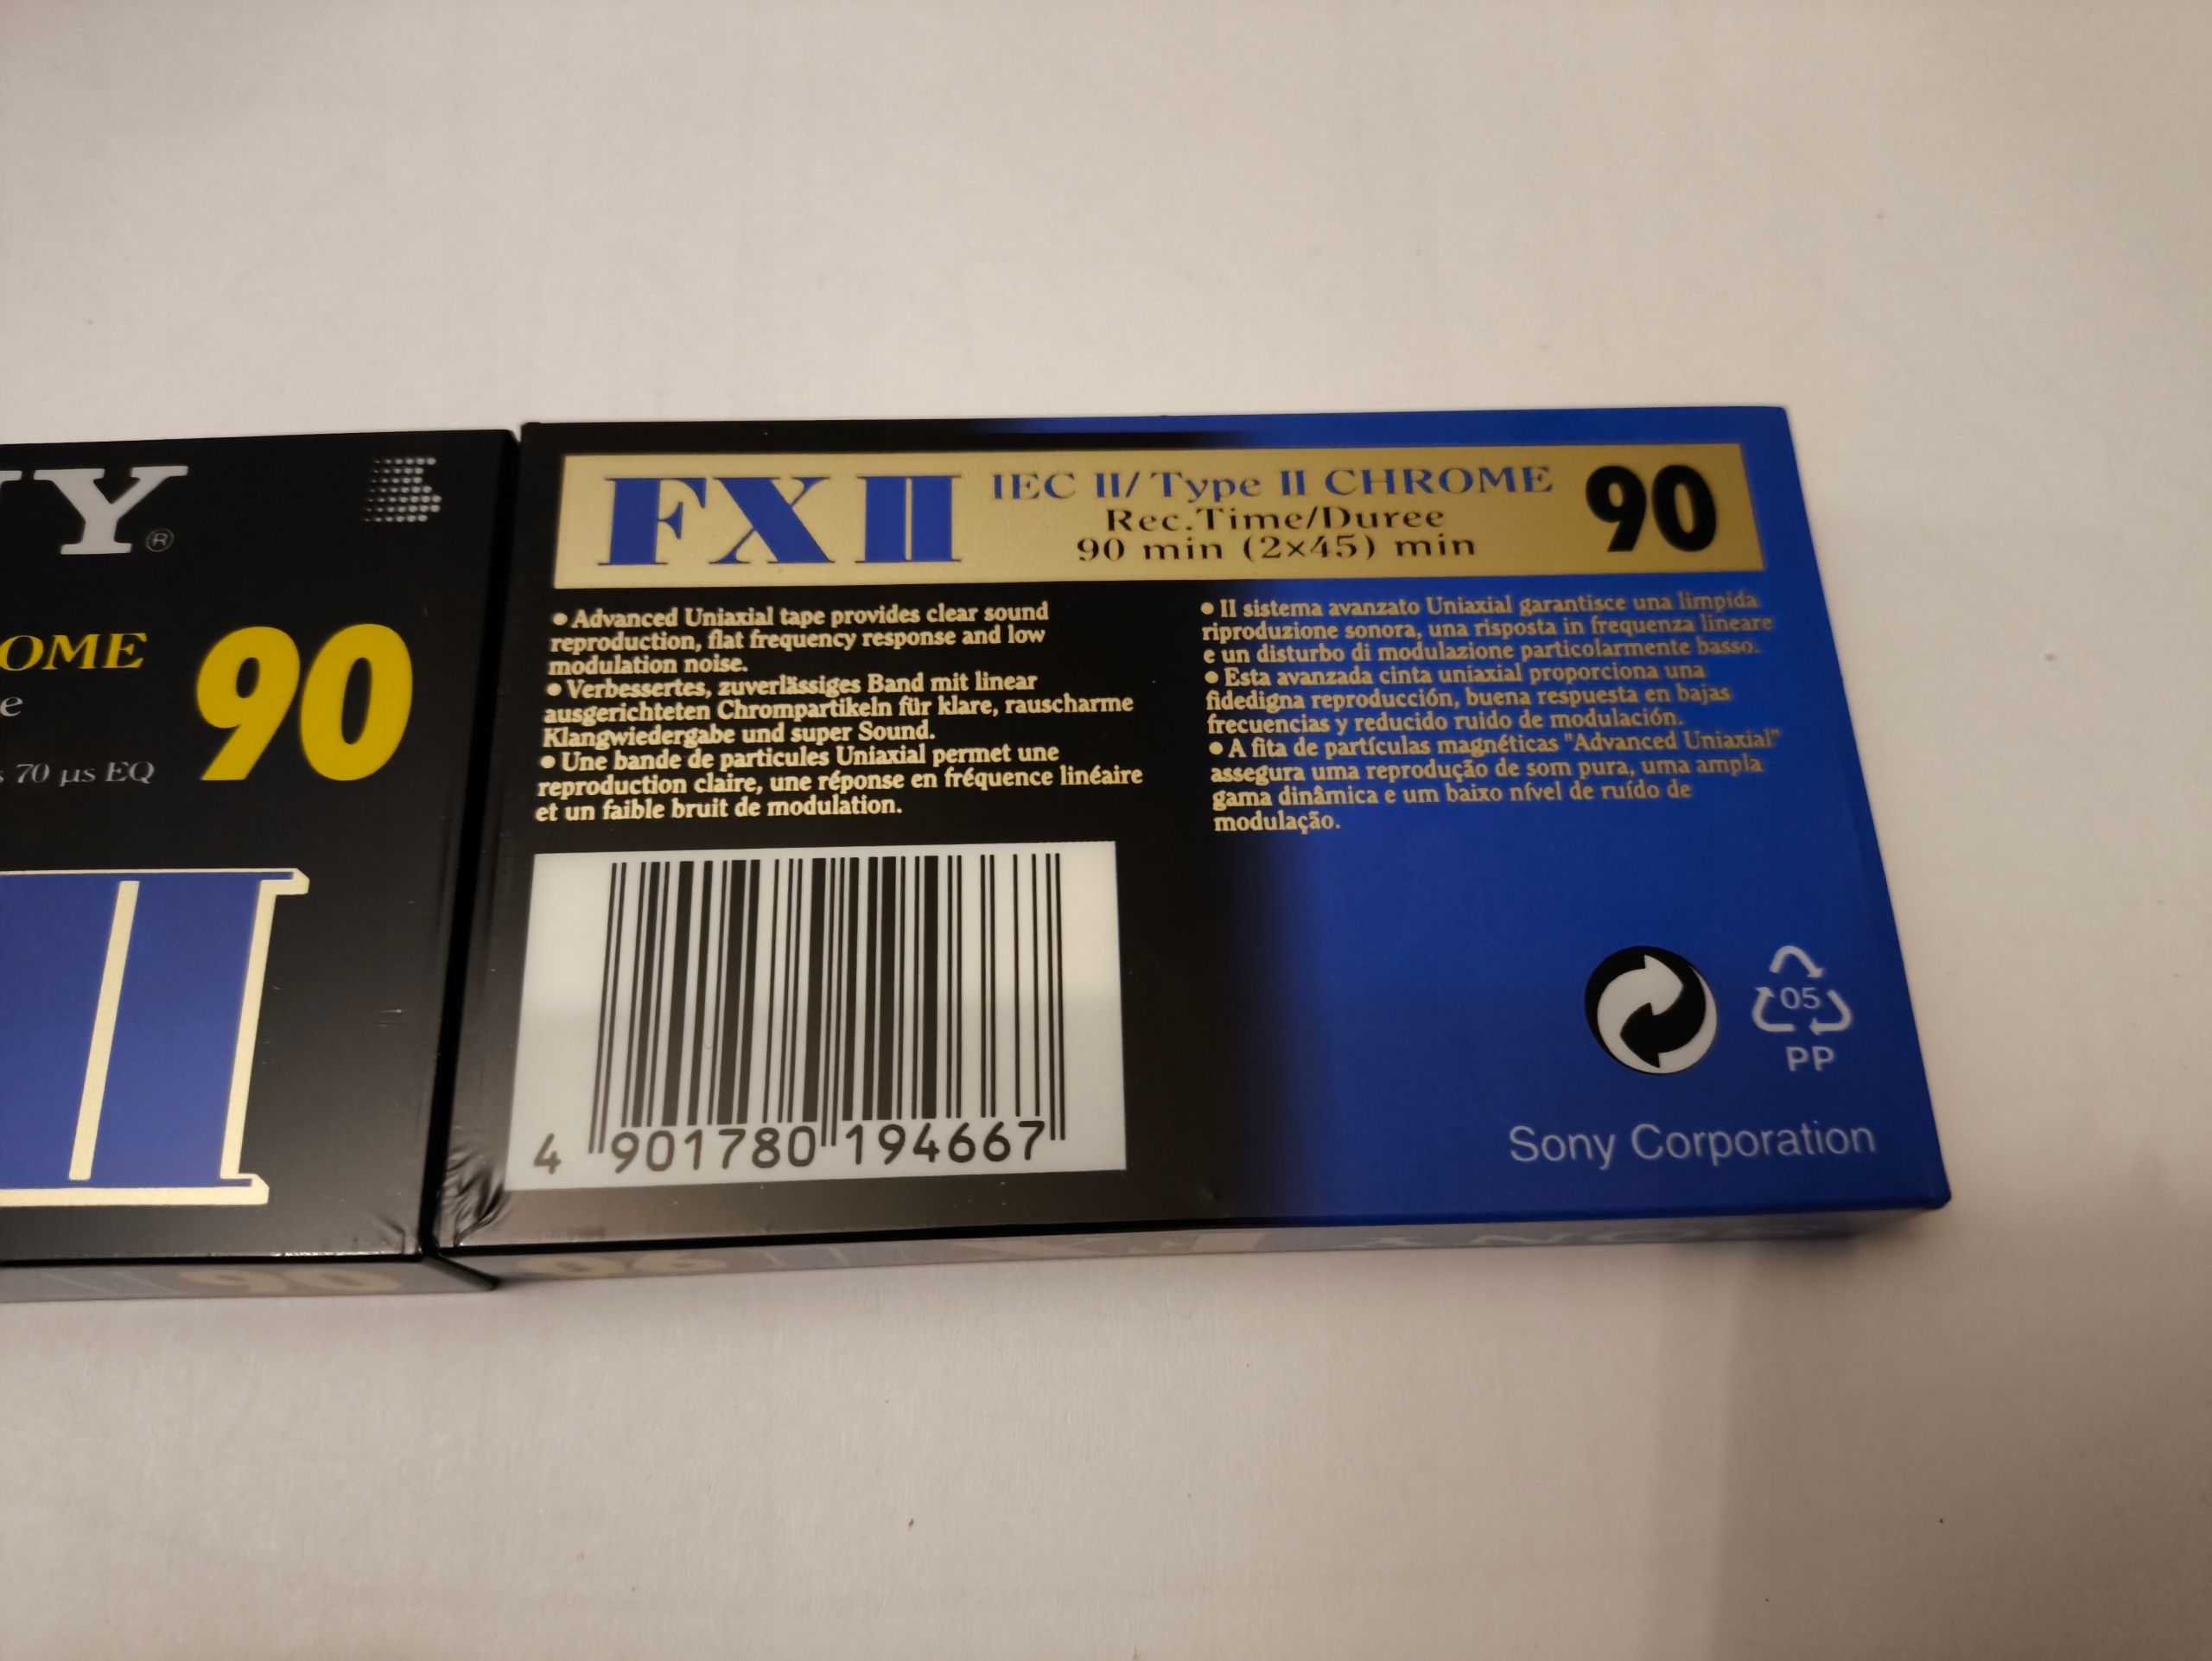 NY®
OME 90
e
s 70 µs EQ
II
90
FX II IEC II/Type II CHROME 90
Rec.Time/Duree
90 min (2×45) min
• Advanced Uniaxial tape provides clear sound
reproduction, flat frequency response and low
modulation noise.
• Verbessertes, zuverlässiges Band mit linear
ausgerichteten Chrompartikeln für klare, rauscharme
Klangwiedergabe und super Sound.
• Une bande de particules Uniaxial permet une
reproduction claire, une réponse en fréquence linéaire
et un faible bruit de modulation.
• Il sistema avanzato Uniaxial garantisce una limpida
riproduzione sonora, una risposta in frequenza lineare
e un disturbo di modulazione particolarmente basso.
• Esta avanzada cinta uniaxial proporciona una
fidedigna reproducción, buena respuesta en bajas
frecuencias y reducido ruido de modulación.
• A fita de partículas magnéticas "Advanced Uniaxial"
assegura uma reprodução de som pura, uma ampla
gama dinâmica e um baixo nível de ruído de
modulação.
4 901780 194667
05
PP
Sony Corporation
90 FX II SONY